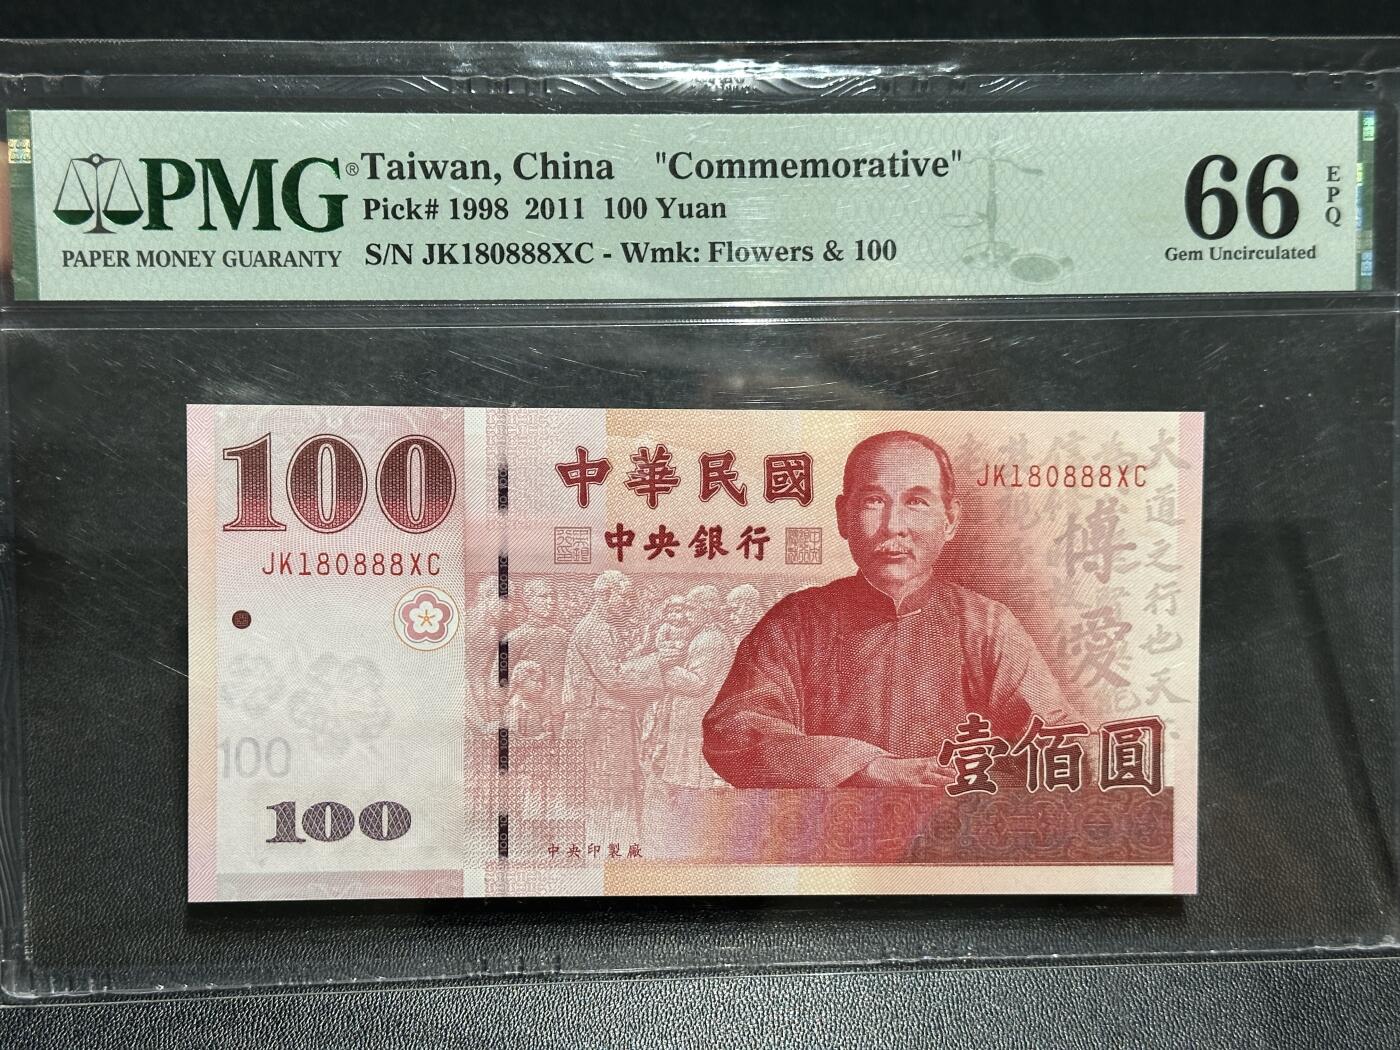 PMG®
PAPER MONEY GUARANTY
Taiwan, China "Commemorative"
Pick# 1998 2011 100 Yuan
S/N JK180888XC - Wmk: Flowers & 100
66
EPQ
Gem Uncirculated
100
JK180888XC
中華民國
中央銀行
JK180888XC
博愛
大道之行也天
100
100
壹佰圓
中央印製廠